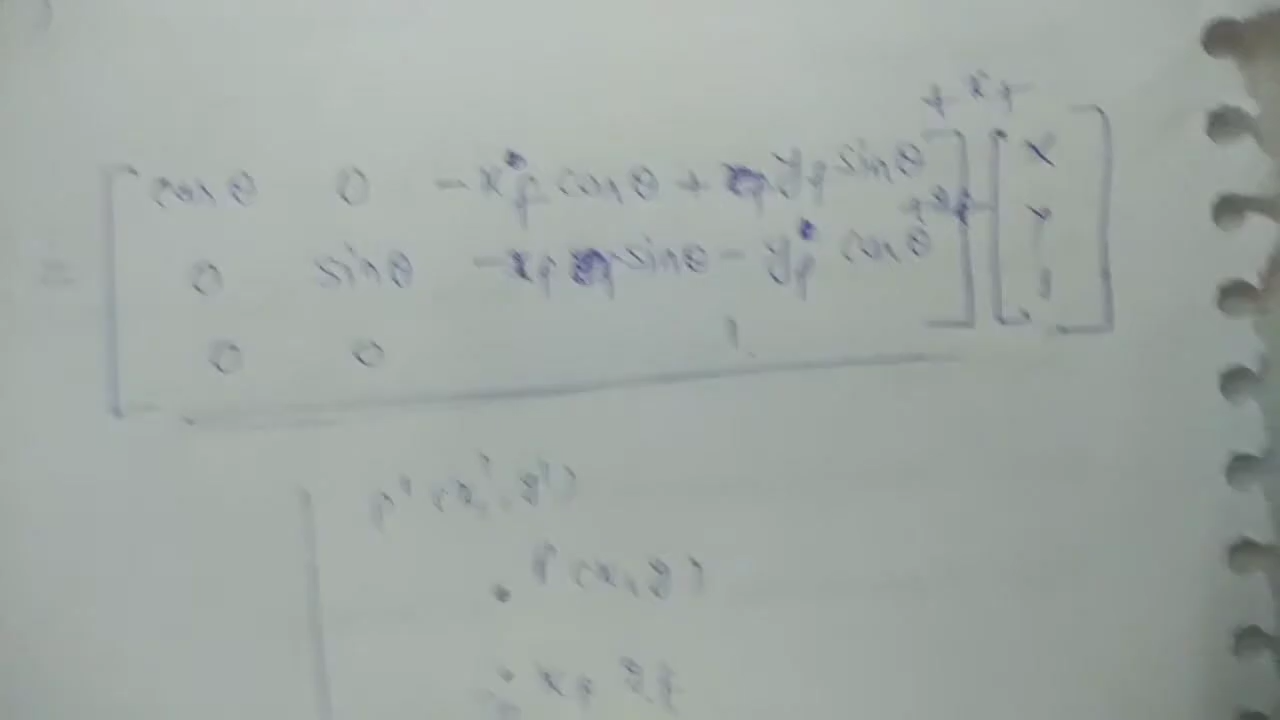 + x_f
= [ cos θ 0 - x_f cos θ + y_f sin θ ] [ x
0 sin θ - x_f sin θ - y_f cos θ + y_f y
0 0 1 1 ]
P' (x', y')
P (x, y)
x_f y_f